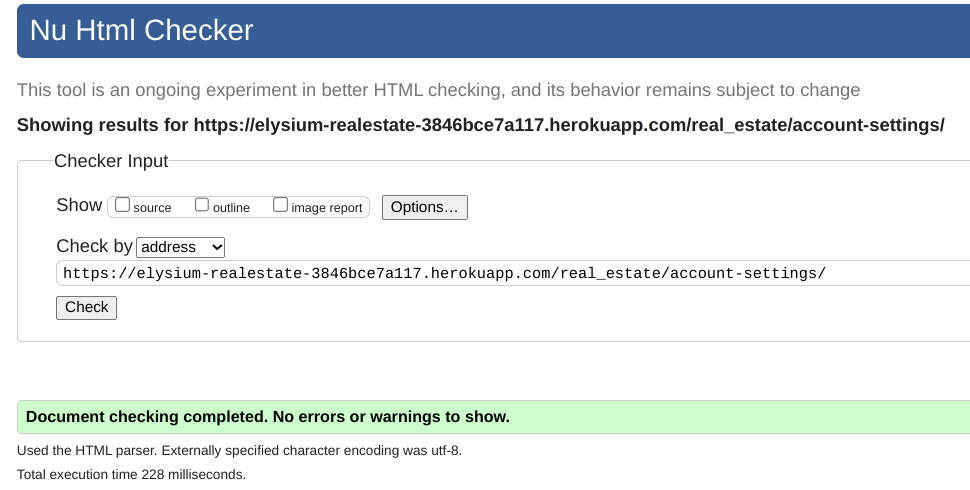 Nu Html Checker
This tool is an ongoing experiment in better HTML checking, and its behavior remains subject to change
Showing results for https://elysium-realestate-3846bce7a117.herokuapp.com/real_estate/account-settings/
Checker Input
Show source outline image report Options…
Check by address
https://elysium-realestate-3846bce7a117.herokuapp.com/real_estate/account-settings/
Check
Document checking completed. No errors or warnings to show.
Used the HTML parser. Externally specified character encoding was utf-8.
Total execution time 228 milliseconds.